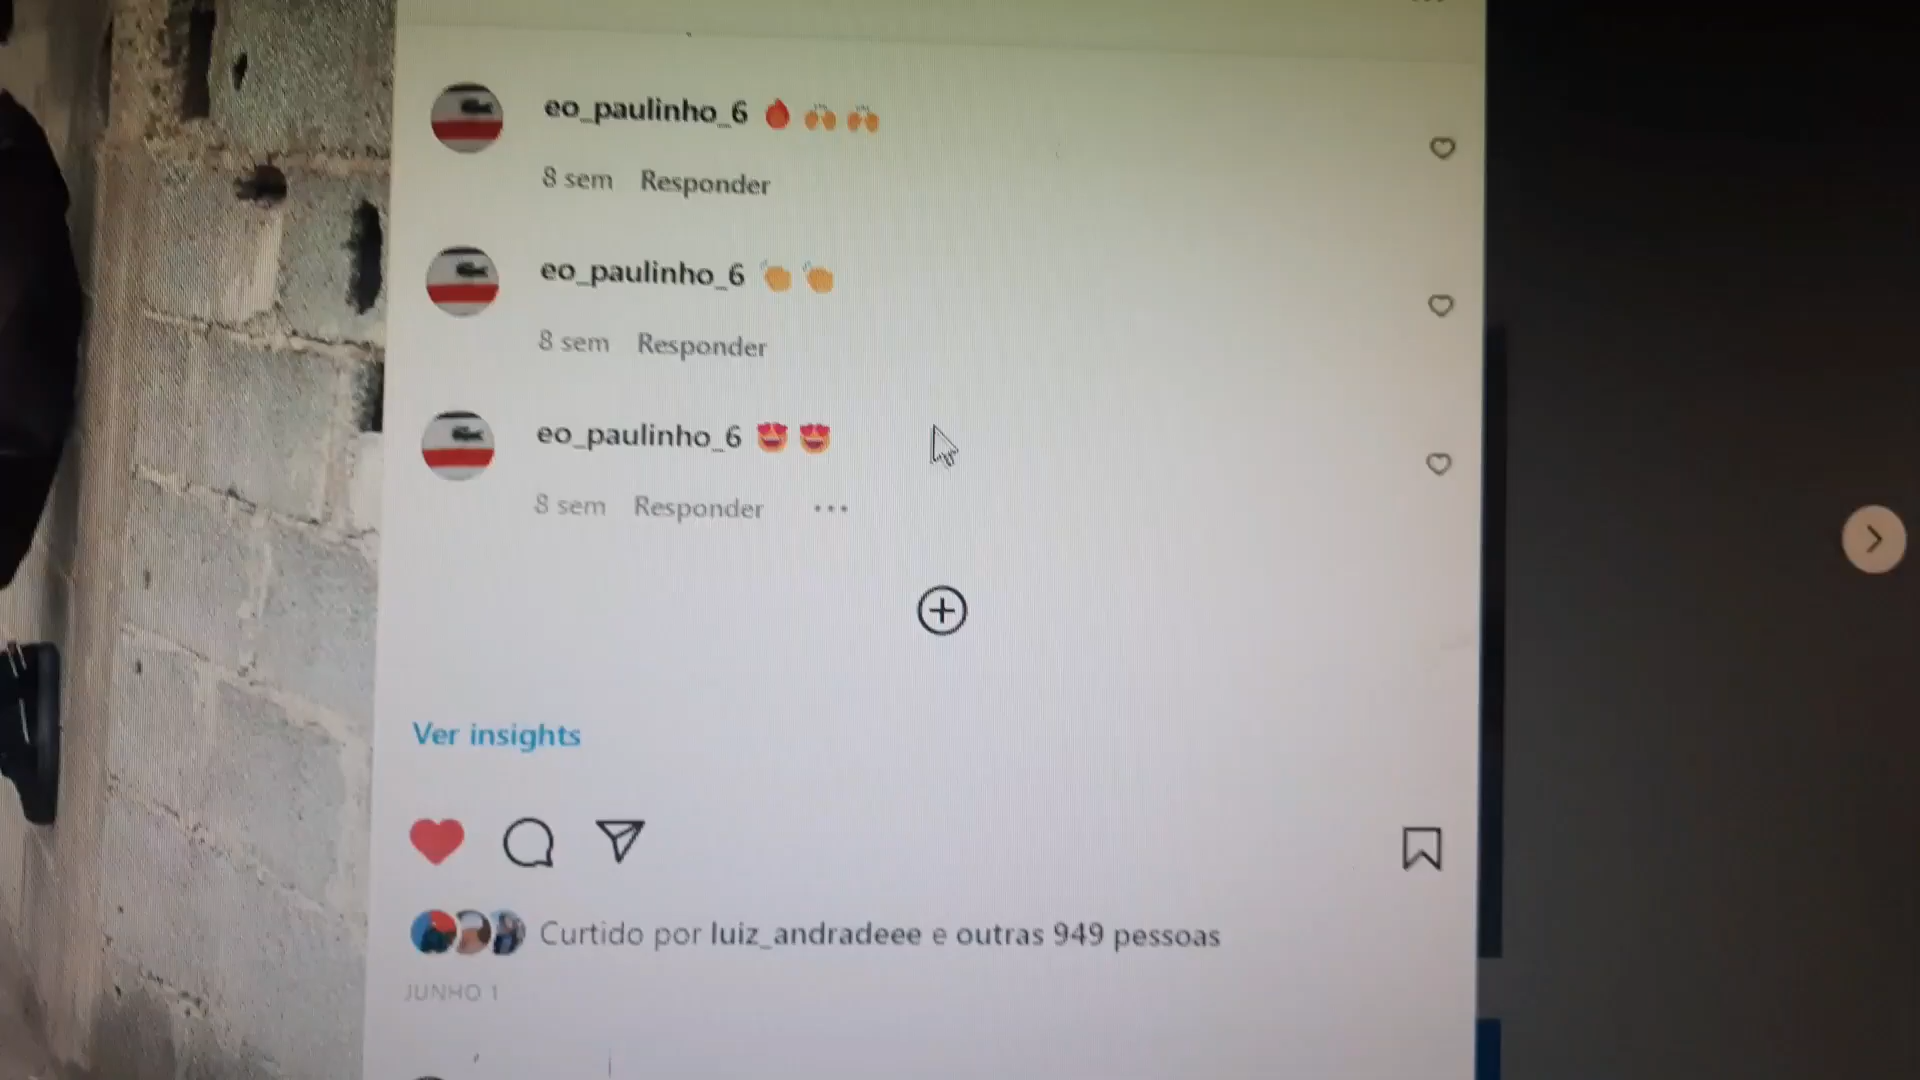 eo_paulinho_6 🩸 🙌 🙌
8 sem Responder
eo_paulinho_6 👏 👏
8 sem Responder
eo_paulinho_6 😍 😍
8 sem Responder ...
Ver insights
Curtido por luiz_andradeee e outras 949 pessoas
JUNHO 1